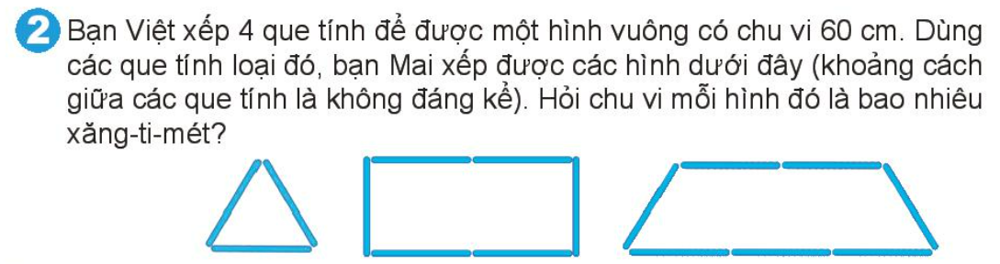 2 Bạn Việt xếp 4 que tính để được một hình vuông có chu vi 60 cm. Dùng
các que tính loại đó, bạn Mai xếp được các hình dưới đây (khoảng cách
giữa các que tính là không đáng kể). Hỏi chu vi mỗi hình đó là bao nhiêu
xăng-ti-mét?